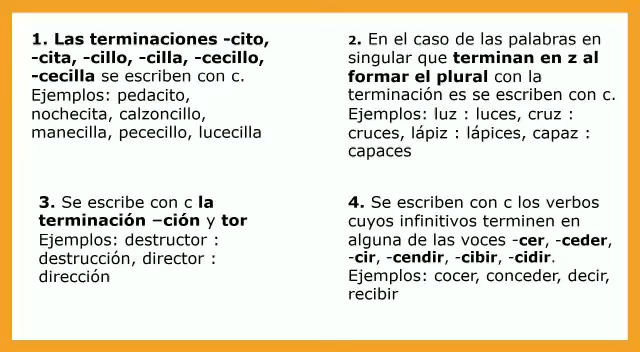 1. Las terminaciones -cito,
-cita, -cillo, -cilla, -cecillo,
-cecilla se escriben con c.
Ejemplos: pedacito,
nochecita, calzoncillo,
manecilla, pececillo, lucecilla
2. En el caso de las palabras en
singular que terminan en z al
formar el plural con la
terminación es se escriben con c.
Ejemplos: luz : luces, cruz :
cruces, lápiz : lápices, capaz :
capaces
3. Se escribe con c la
terminación –ción y tor
Ejemplos: destructor :
destrucción, director :
dirección
4. Se escriben con c los verbos
cuyos infinitivos terminen en
alguna de las voces -cer, -ceder,
-cir, -cendir, -cibir, -cidir.
Ejemplos: cocer, conceder, decir,
recibir